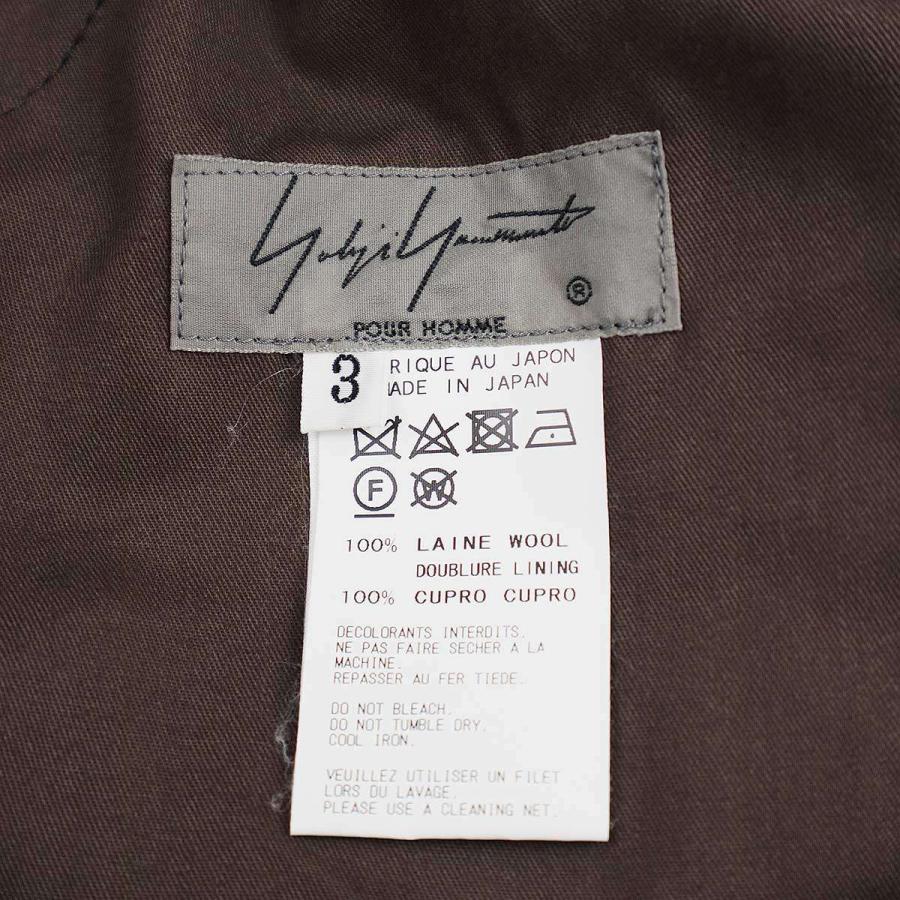 Yohji Yamamoto
®
POUR HOMME
3
RIQUE AU JAPON
ADE IN JAPAN
F
W
100% LAINE WOOL
DOUBLURE LINING
100% CUPRO CUPRO
DECOLORANTS INTERDITS.
NE PAS FAIRE SECHER A LA
MACHINE.
REPASSER AU FER TIEDE.
DO NOT BLEACH.
DO NOT TUMBLE DRY.
COOL IRON.
VEUILLEZ UTILISER UN FILET
LORS DU LAVAGE.
PLEASE USE A CLEANING NET.